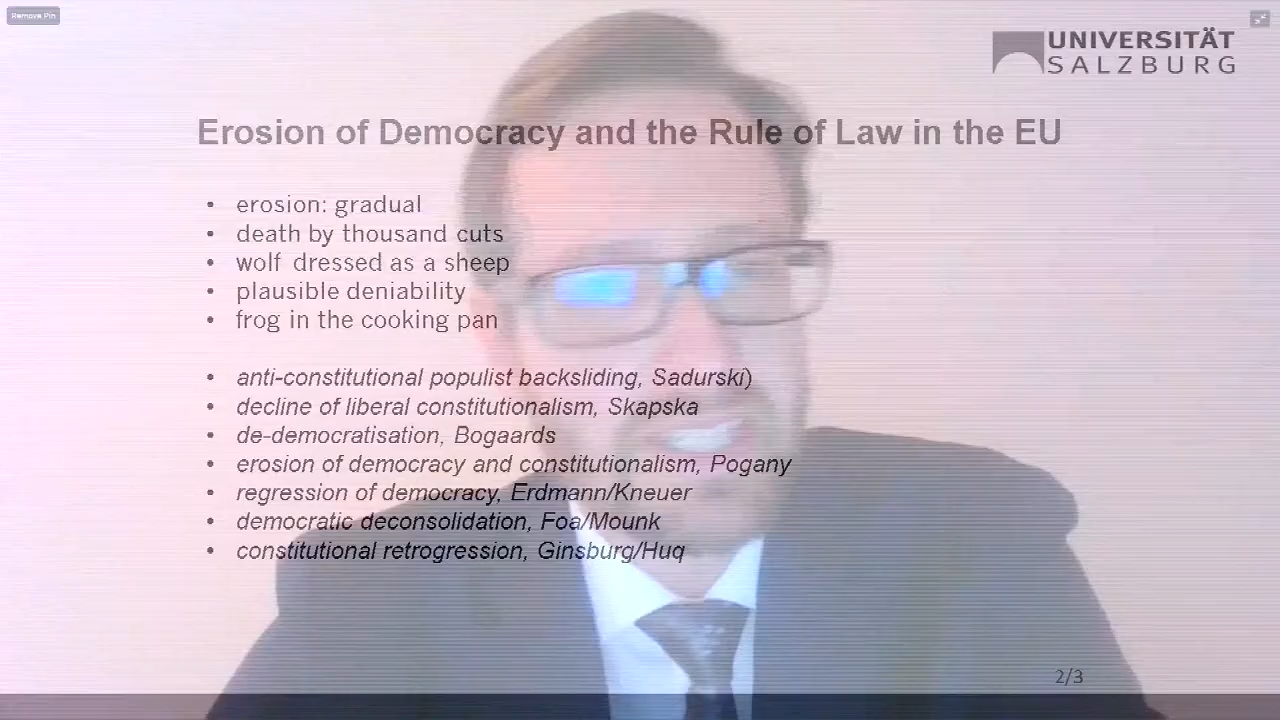 Remove Pin
UNIVERSITÄT
SALZBURG
Erosion of Democracy and the Rule of Law in the EU
• erosion: gradual
• death by thousand cuts
• wolf dressed as a sheep
• plausible deniability
• frog in the cooking pan
• anti-constitutional populist backsliding, Sadurski)
• decline of liberal constitutionalism, Skapska
• de-democratisation, Bogaards
• erosion of democracy and constitutionalism, Pogany
• regression of democracy, Erdmann/Kneuer
• democratic deconsolidation, Foa/Mounk
• constitutional retrogression, Ginsburg/Huq
2/3